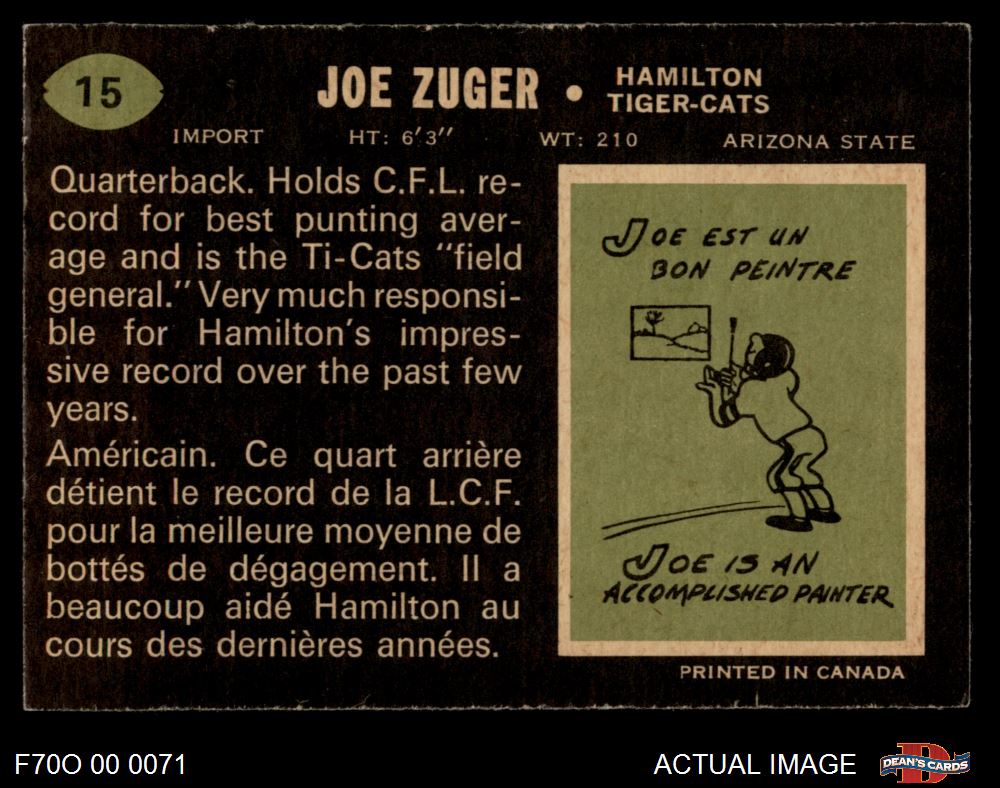 15
JOE ZUGER • HAMILTON
TIGER-CATS
IMPORT HT: 6'3" WT: 210 ARIZONA STATE
Quarterback. Holds C.F.L. re-
cord for best punting aver-
age and is the Ti-Cats "field
general." Very much responsi-
ble for Hamilton's impres-
sive record over the past few
years.
Américain. Ce quart arrière
détient le record de la L.C.F.
pour la meilleure moyenne de
bottés de dégagement. Il a
beaucoup aidé Hamilton au
cours des dernières années.
JOE EST UN
BON PEINTRE
JOE IS AN
ACCOMPLISHED PAINTER
PRINTED IN CANADA
F70O 00 0071
ACTUAL IMAGE
DEAN'S CARDS